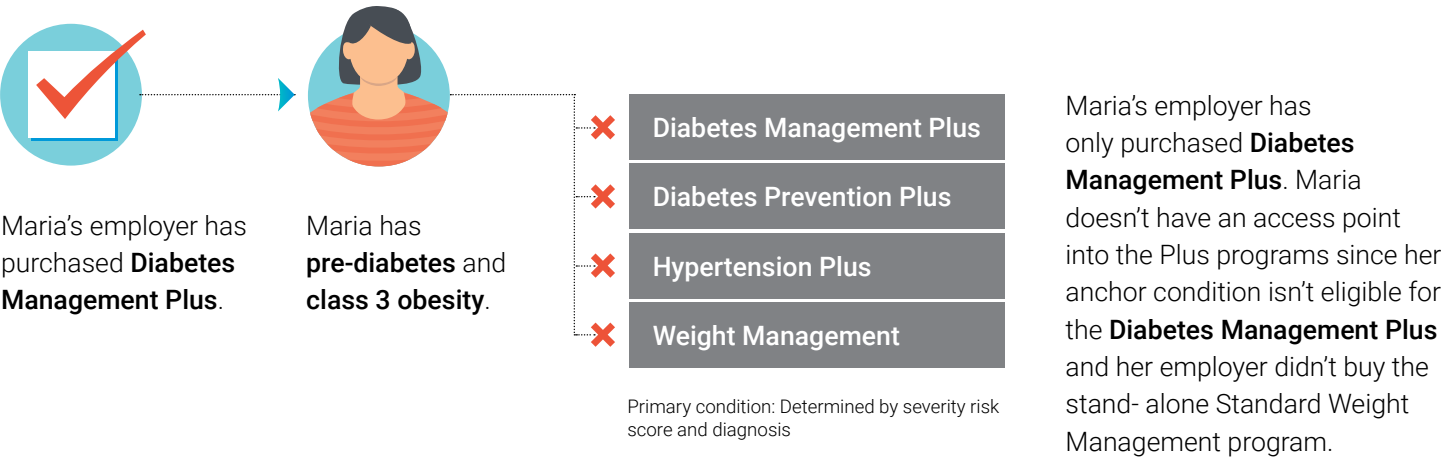 Maria’s employer has
purchased Diabetes
Management Plus.
Maria has
pre-diabetes and
class 3 obesity.
Diabetes Management Plus
Diabetes Prevention Plus
Hypertension Plus
Weight Management
Primary condition: Determined by severity risk
score and diagnosis
Maria’s employer has
only purchased Diabetes
Management Plus. Maria
doesn’t have an access point
into the Plus programs since her
anchor condition isn’t eligible for
the Diabetes Management Plus
and her employer didn’t buy the
stand- alone Standard Weight
Management program.